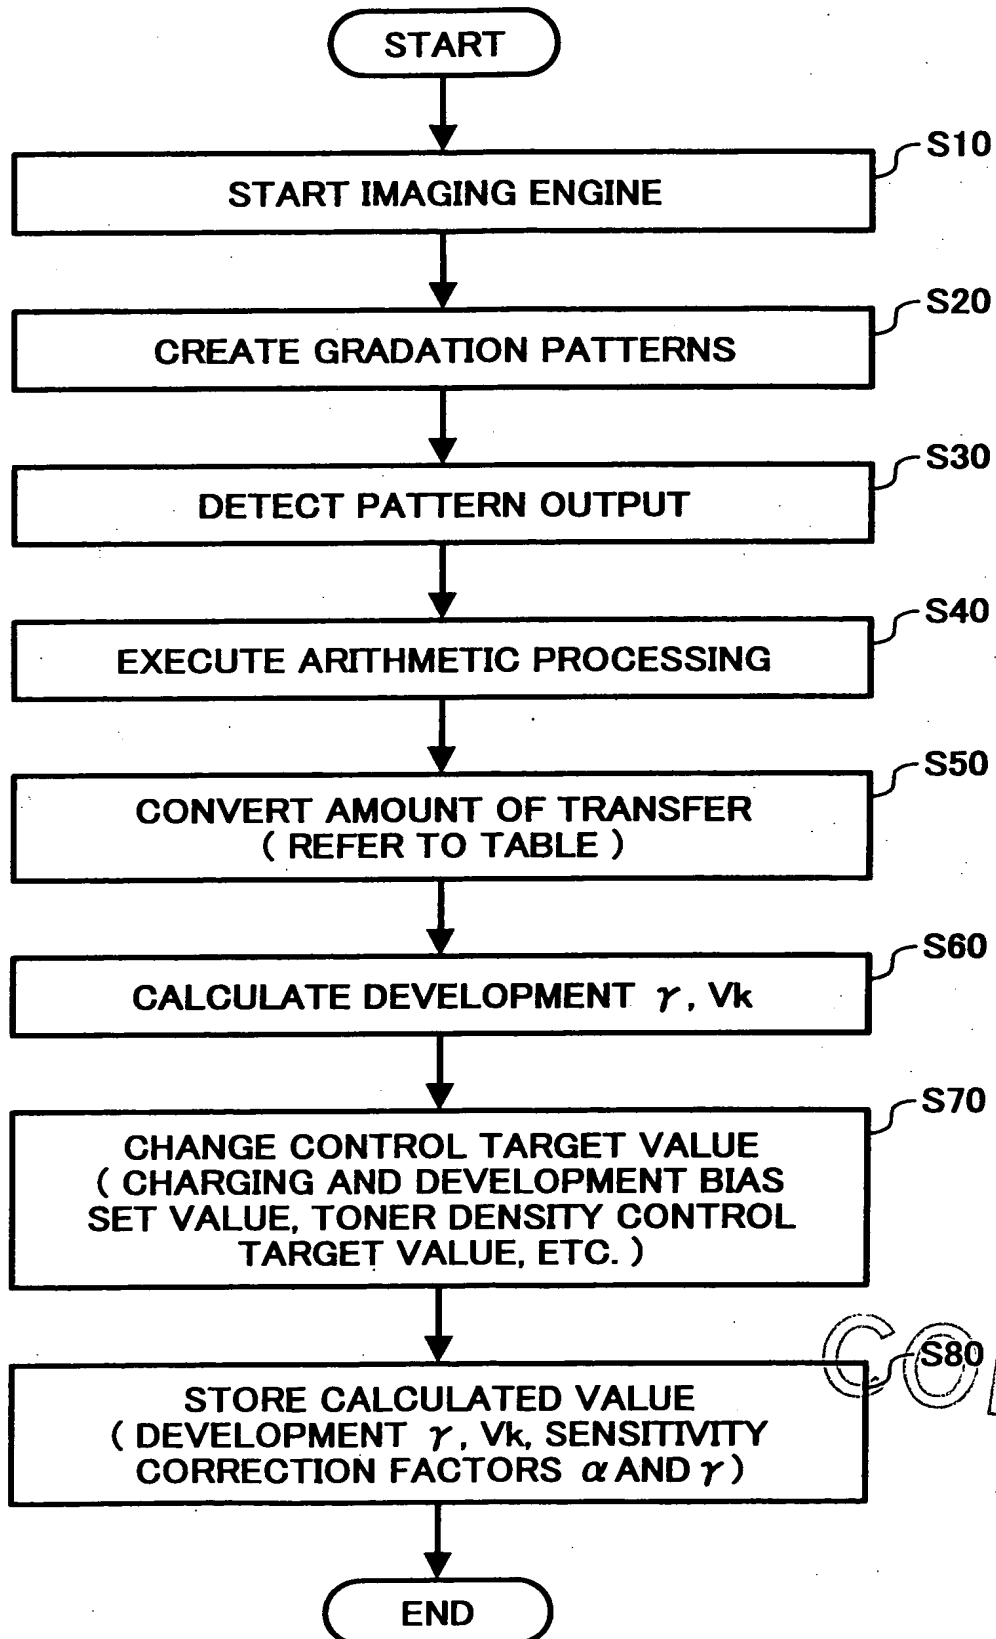 START
S10
START IMAGING ENGINE
S20
CREATE GRADATION PATTERNS
S30
DETECT PATTERN OUTPUT
S40
EXECUTE ARITHMETIC PROCESSING
S50
CONVERT AMOUNT OF TRANSFER
( REFER TO TABLE )
S60
CALCULATE DEVELOPMENT γ, Vk
S70
CHANGE CONTROL TARGET VALUE
( CHARGING AND DEVELOPMENT BIAS
SET VALUE, TONER DENSITY CONTROL
TARGET VALUE, ETC. )
S80
STORE CALCULATED VALUE
( DEVELOPMENT γ, Vk, SENSITIVITY
CORRECTION FACTORS α AND γ )
END